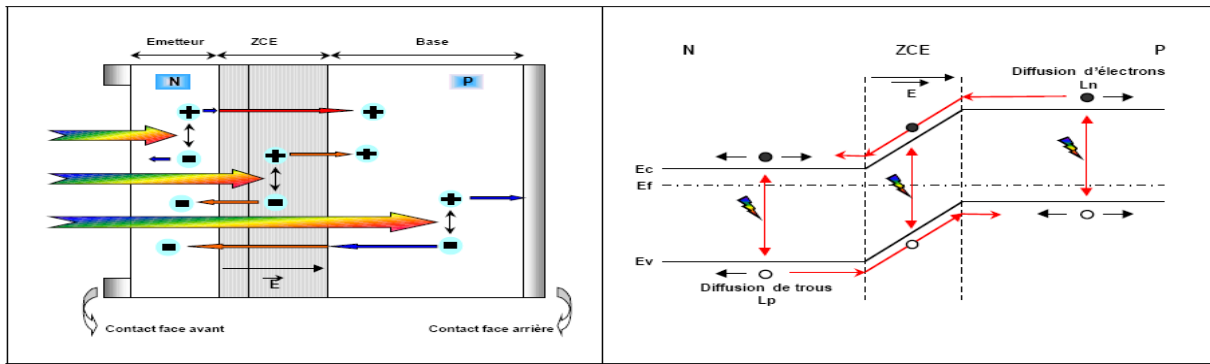 Emetteur ZCE Base
N P
+ +
+ +
- +
- -
- -
E
Contact face avant Contact face arrière
N ZCE P
E
Diffusion d'électrons
Ln
Ec
Ef
Ev
Diffusion de trous
Lp